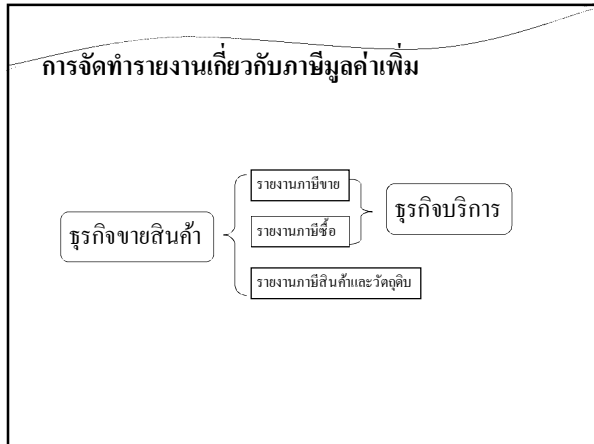 การจัดทำรายงานเกี่ยวกับภาษีมูลค่าเพิ่ม
รายงานภาษีขาย
ธุรกิจบริการ
ธุรกิจขายสินค้า
รายงานภาษีซื้อ
รายงานภาษีสินค้าและวัตถุดิบ